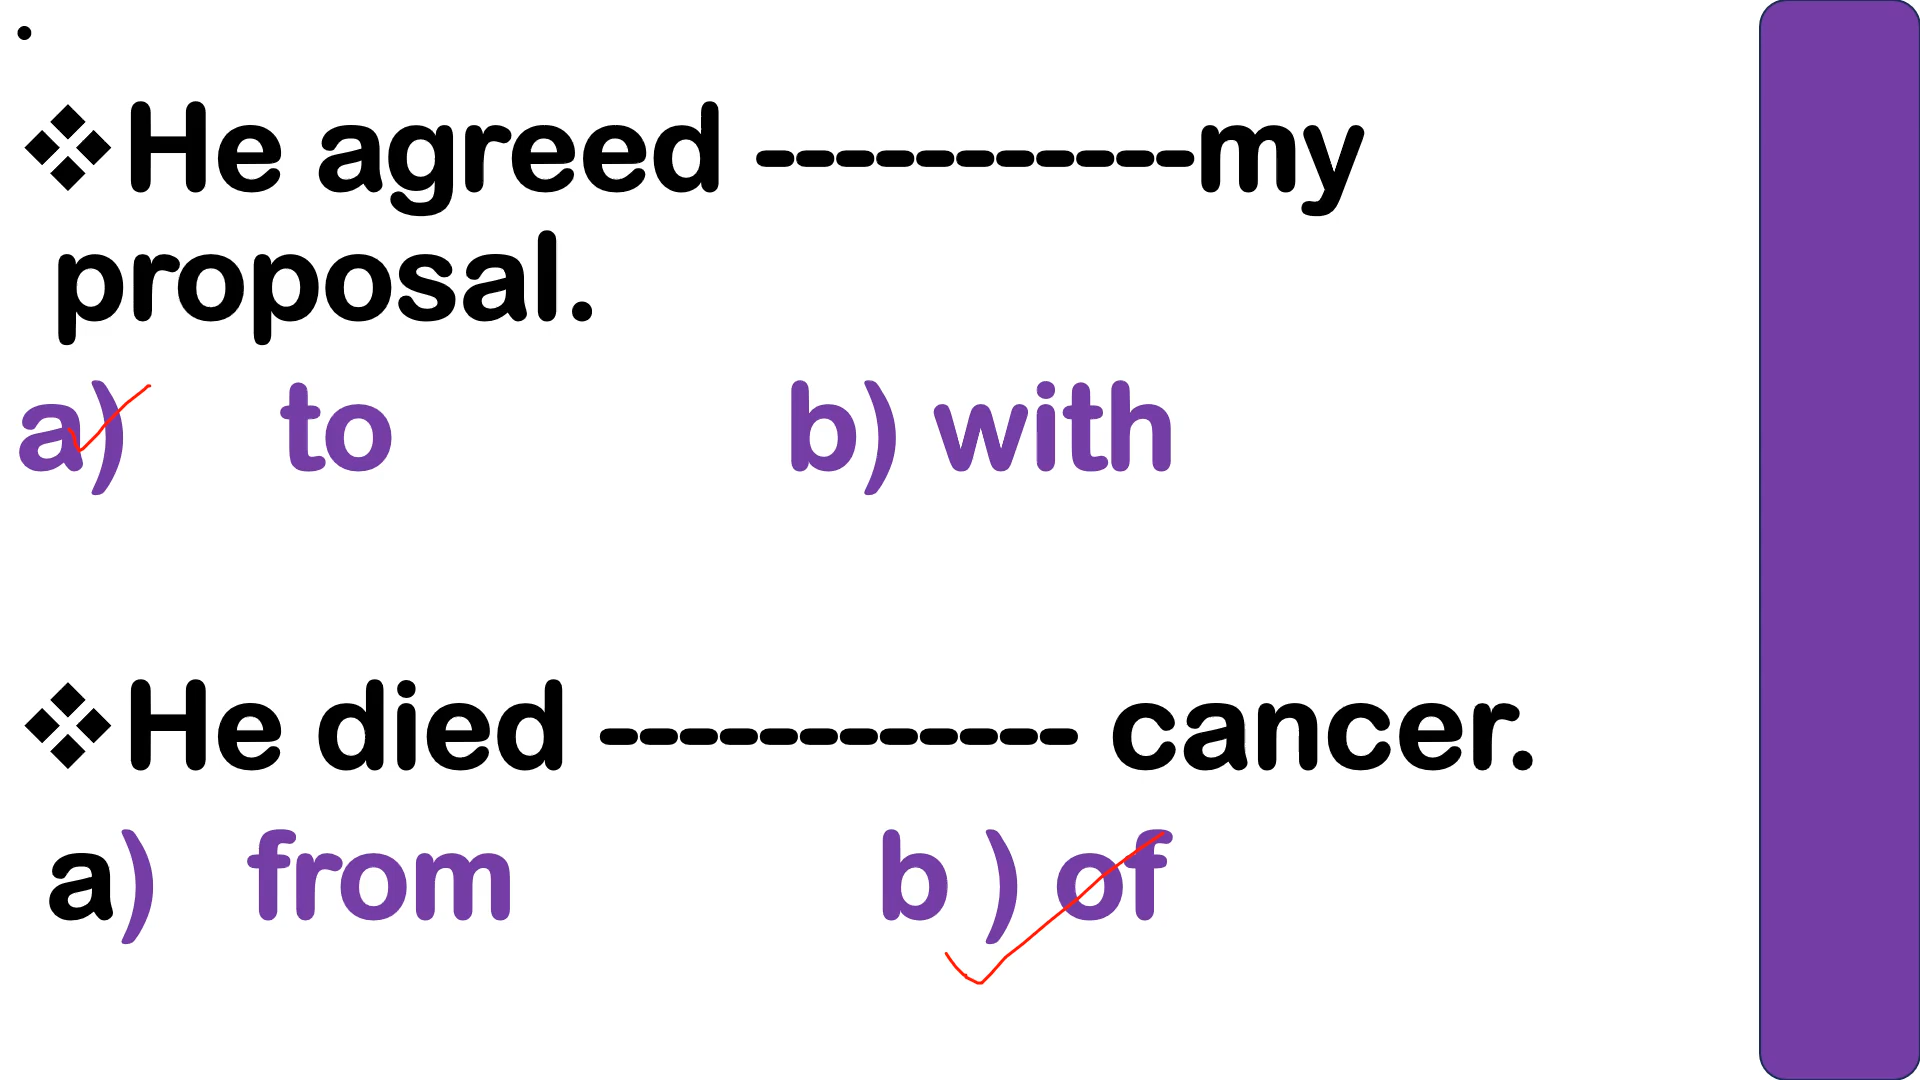 •
❖He agreed -----------my
proposal.
a) to b) with
❖He died ------------ cancer.
a) from b ) of